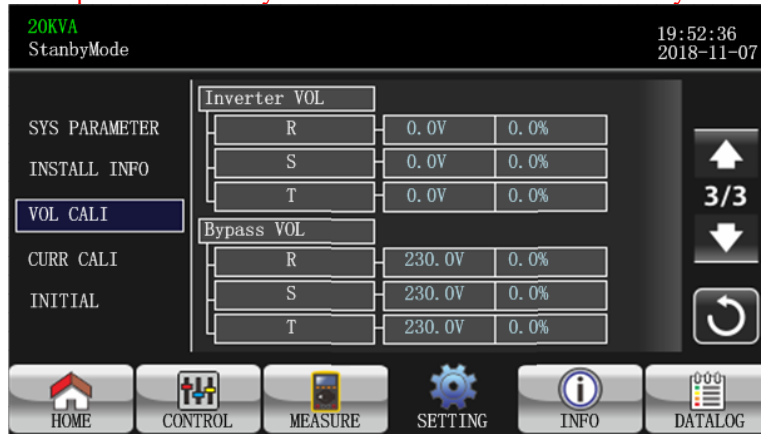 20KVA
StanbyMode
19:52:36
2018-11-07
SYS PARAMETER
INSTALL INFO
VOL CALI
CURR CALI
INITIAL
Inverter VOL
R 0.0V 0.0%
S 0.0V 0.0%
T 0.0V 0.0%
Bypass VOL
R 230.0V 0.0%
S 230.0V 0.0%
T 230.0V 0.0%
3/3
HOME CONTROL MEASURE SETTING INFO DATALOG